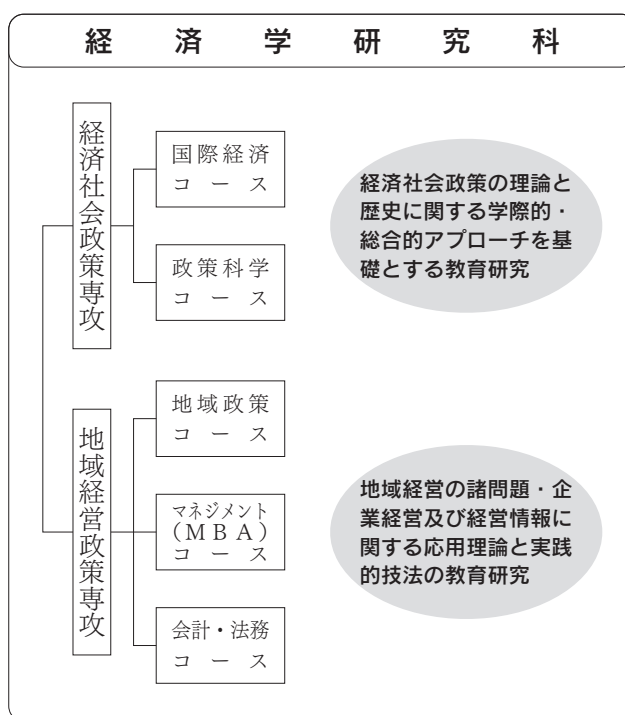 経済学研究科
経済社会政策専攻
国際経済
コース
政策科学
コース
経済社会政策の理論と
歴史に関する学際的・
総合的アプローチを基
礎とする教育研究
地域経営政策専攻
地域政策
コース
マネジメント
(MBA)
コース
会計・法務
コース
地域経営の諸問題・企
業経営及び経営情報に
関する応用理論と実践
的技法の教育研究